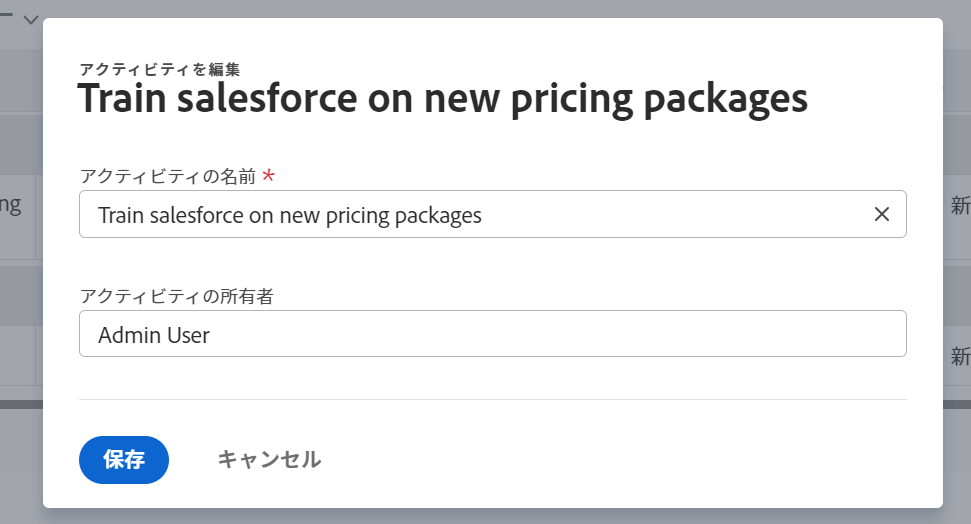 アクティビティを編集
Train salesforce on new pricing packages
アクティビティの名前 *
ng
Train salesforce on new pricing packages
新
アクティビティの所有者
Admin User
新
保存 キャンセル